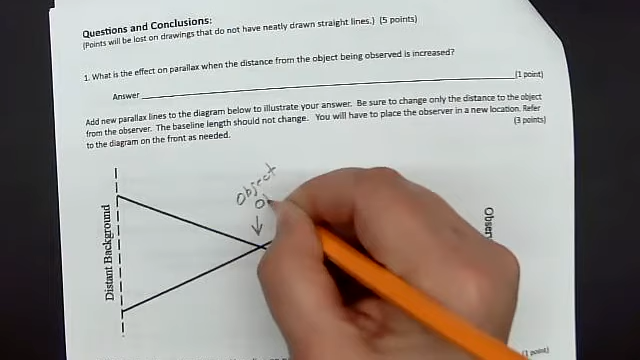 Questions and Conclusions:
(Points will be lost on drawings that do not have neatly drawn straight lines.) (5 points)
1. What is the effect on parallax when the distance from the object being observed is increased?
Answer (1 point)
Add new parallax lines to the diagram below to illustrate your answer. Be sure to change only the distance to the object
from the observer. The baseline length should not change. You will have to place the observer in a new location. Refer
to the diagram on the front as needed. (3 points)
Object
Distant Background
Obser
(1 point)